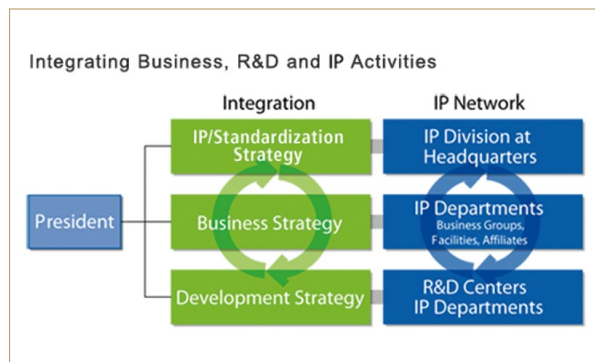 Integrating Business, R&D and IP Activities
Integration
IP Network
IP/Standardization
Strategy
IP Division at
Headquarters
President
Business Strategy
IP Departments
Business Groups,
Facilities, Affiliates
Development Strategy
R&D Centers
IP Departments